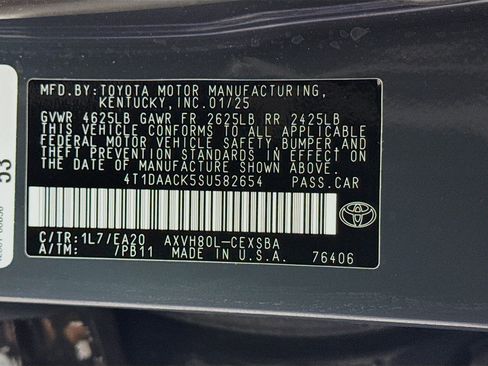 MFD.BY:TOYOTA MOTOR MANUFACTURING,
KENTUCKY,INC.01/25
GVWR 4625LB GAWR FR 2625LB RR 2425LB
THIS VEHICLE CONFORMS TO ALL APPLICABLE
FEDERAL MOTOR VEHICLE SAFETY,BUMPER,AND
THEFT PREVENTION STANDARDS IN EFFECT ON
THE DATE OF MANUFACTURE SHOWN ABOVE.
4T1DAACK5SU582654 PASS.CAR
C/TR:1L7/EA20 AXVH80L-CEXSBA
A/TM: 7PB11 MADE IN U.S.A. 76406
TOYOTA
53